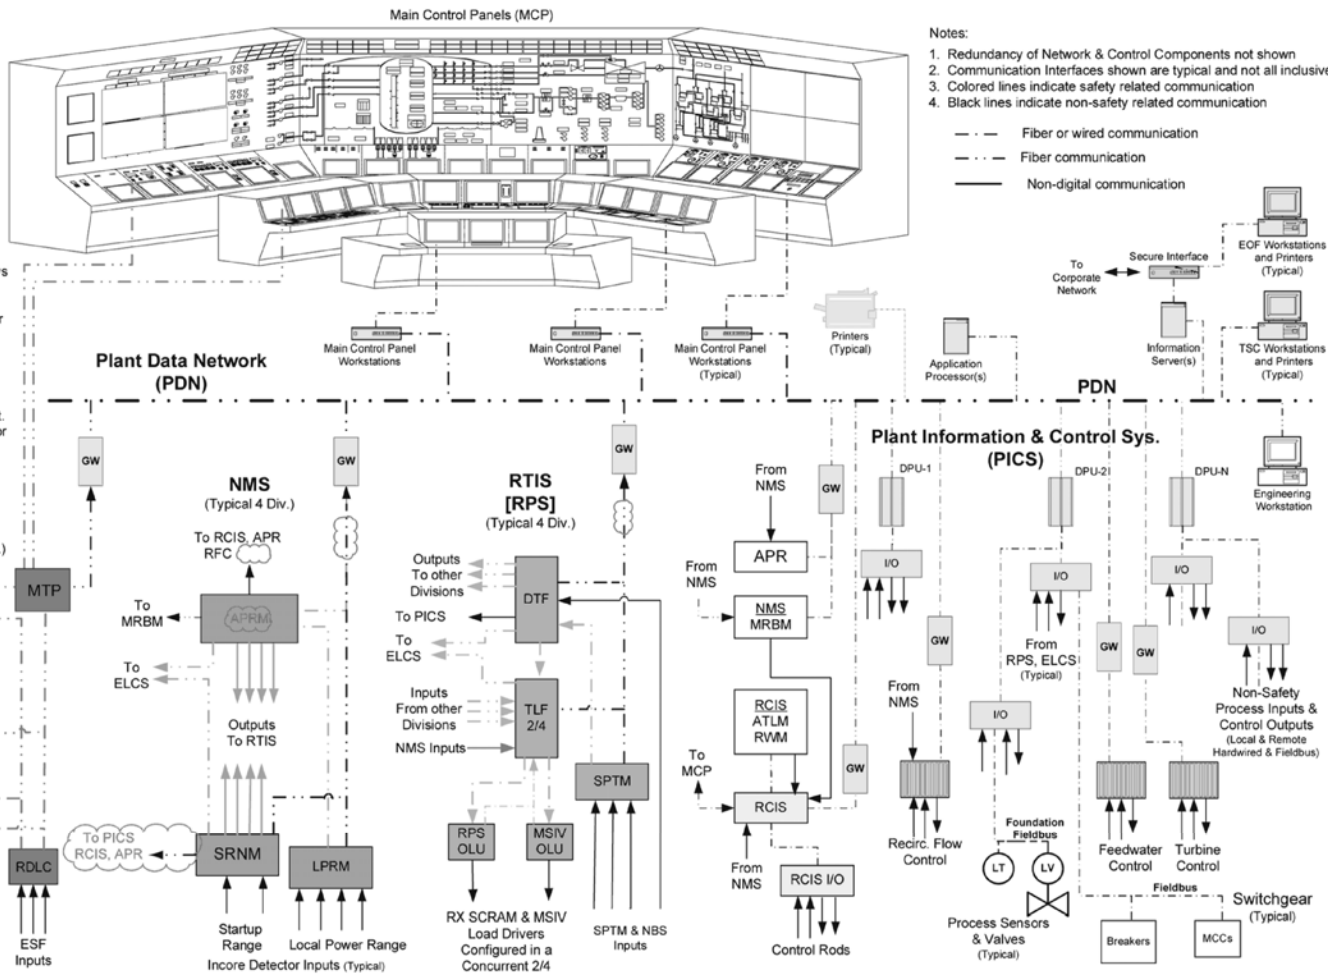 Main Control Panels (MCP)
Notes:
1. Redundancy of Network & Control Components not shown
2. Communication Interfaces shown are typical and not all inclusive
3. Colored lines indicate safety related communication
4. Black lines indicate non-safety related communication
Fiber or wired communication
Fiber communication
Non-digital communication
EOF Workstations
and Printers
(Typical)
Secure Interface
To
Corporate
Network
Information
Server(s)
TSC Workstations
and Printers
(Typical)
Main Control Panel
Workstations
Main Control Panel
Workstations
Main Control Panel
Workstations
(Typical)
Printers
(Typical)
Application
Processor(s)
Plant Data Network
(PDN)
PDN
Plant Information & Control Sys.
(PICS)
Engineering
Workstation
GW
NMS
(Typical 4 Div.)
GW
To RCIS, APR
RFC
MTP
To
MRBM
APRM
To
ELCS
Outputs
To RTIS
To PICS
RCIS, APR
SRNM
LPRM
RDLC
ESF
Inputs
Startup
Range
Local Power Range
Incore Detector Inputs (Typical)
RTIS
[RPS]
(Typical 4 Div.)
GW
Outputs
To other
Divisions
DTF
To PICS
To
ELCS
Inputs
From other
Divisions
TLF
2/4
NMS Inputs
SPTM
RPS
OLU
MSIV
OLU
RX SCRAM & MSIV
Load Drivers
Configured in a
Concurrent 2/4
SPTM & NBS
Inputs
From
NMS
GW
APR
From
NMS
NMS
MRBM
RCIS
ATLM
RWM
To
MCP
GW
RCIS
From
NMS
RCIS I/O
Control Rods
DPU-1
I/O
GW
From
NMS
Recirc. Flow
Control
DPU-2
I/O
From
RPS, ELCS
(Typical)
I/O
Foundation
Fieldbus
LT
LV
Process Sensors
& Valves
(Typical)
GW
GW
Feedwater
Control
Turbine
Control
DPU-N
I/O
I/O
Non-Safety
Process Inputs &
Control Outputs
(Local & Remote
Hardwired & Fieldbus)
Fieldbus
Switchgear
(Typical)
Breakers
MCCs